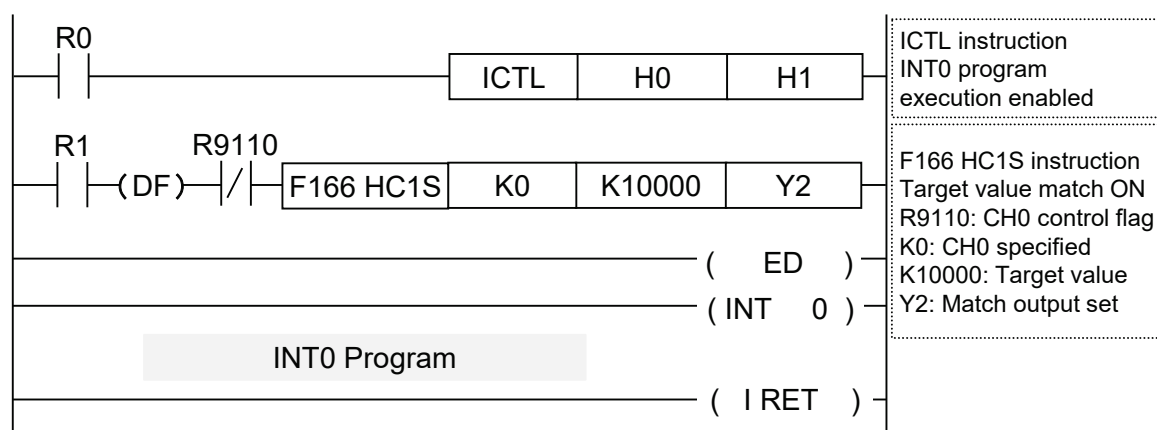 R0
ICTL H0 H1
ICTL instruction
INT0 program
execution enabled
R1 (DF) R9110 / F166 HC1S K0 K10000 Y2
F166 HC1S instruction
Target value match ON
R9110: CH0 control flag
K0: CH0 specified
K10000: Target value
Y2: Match output set
( ED )
( INT 0 )
INT0 Program
( I RET )